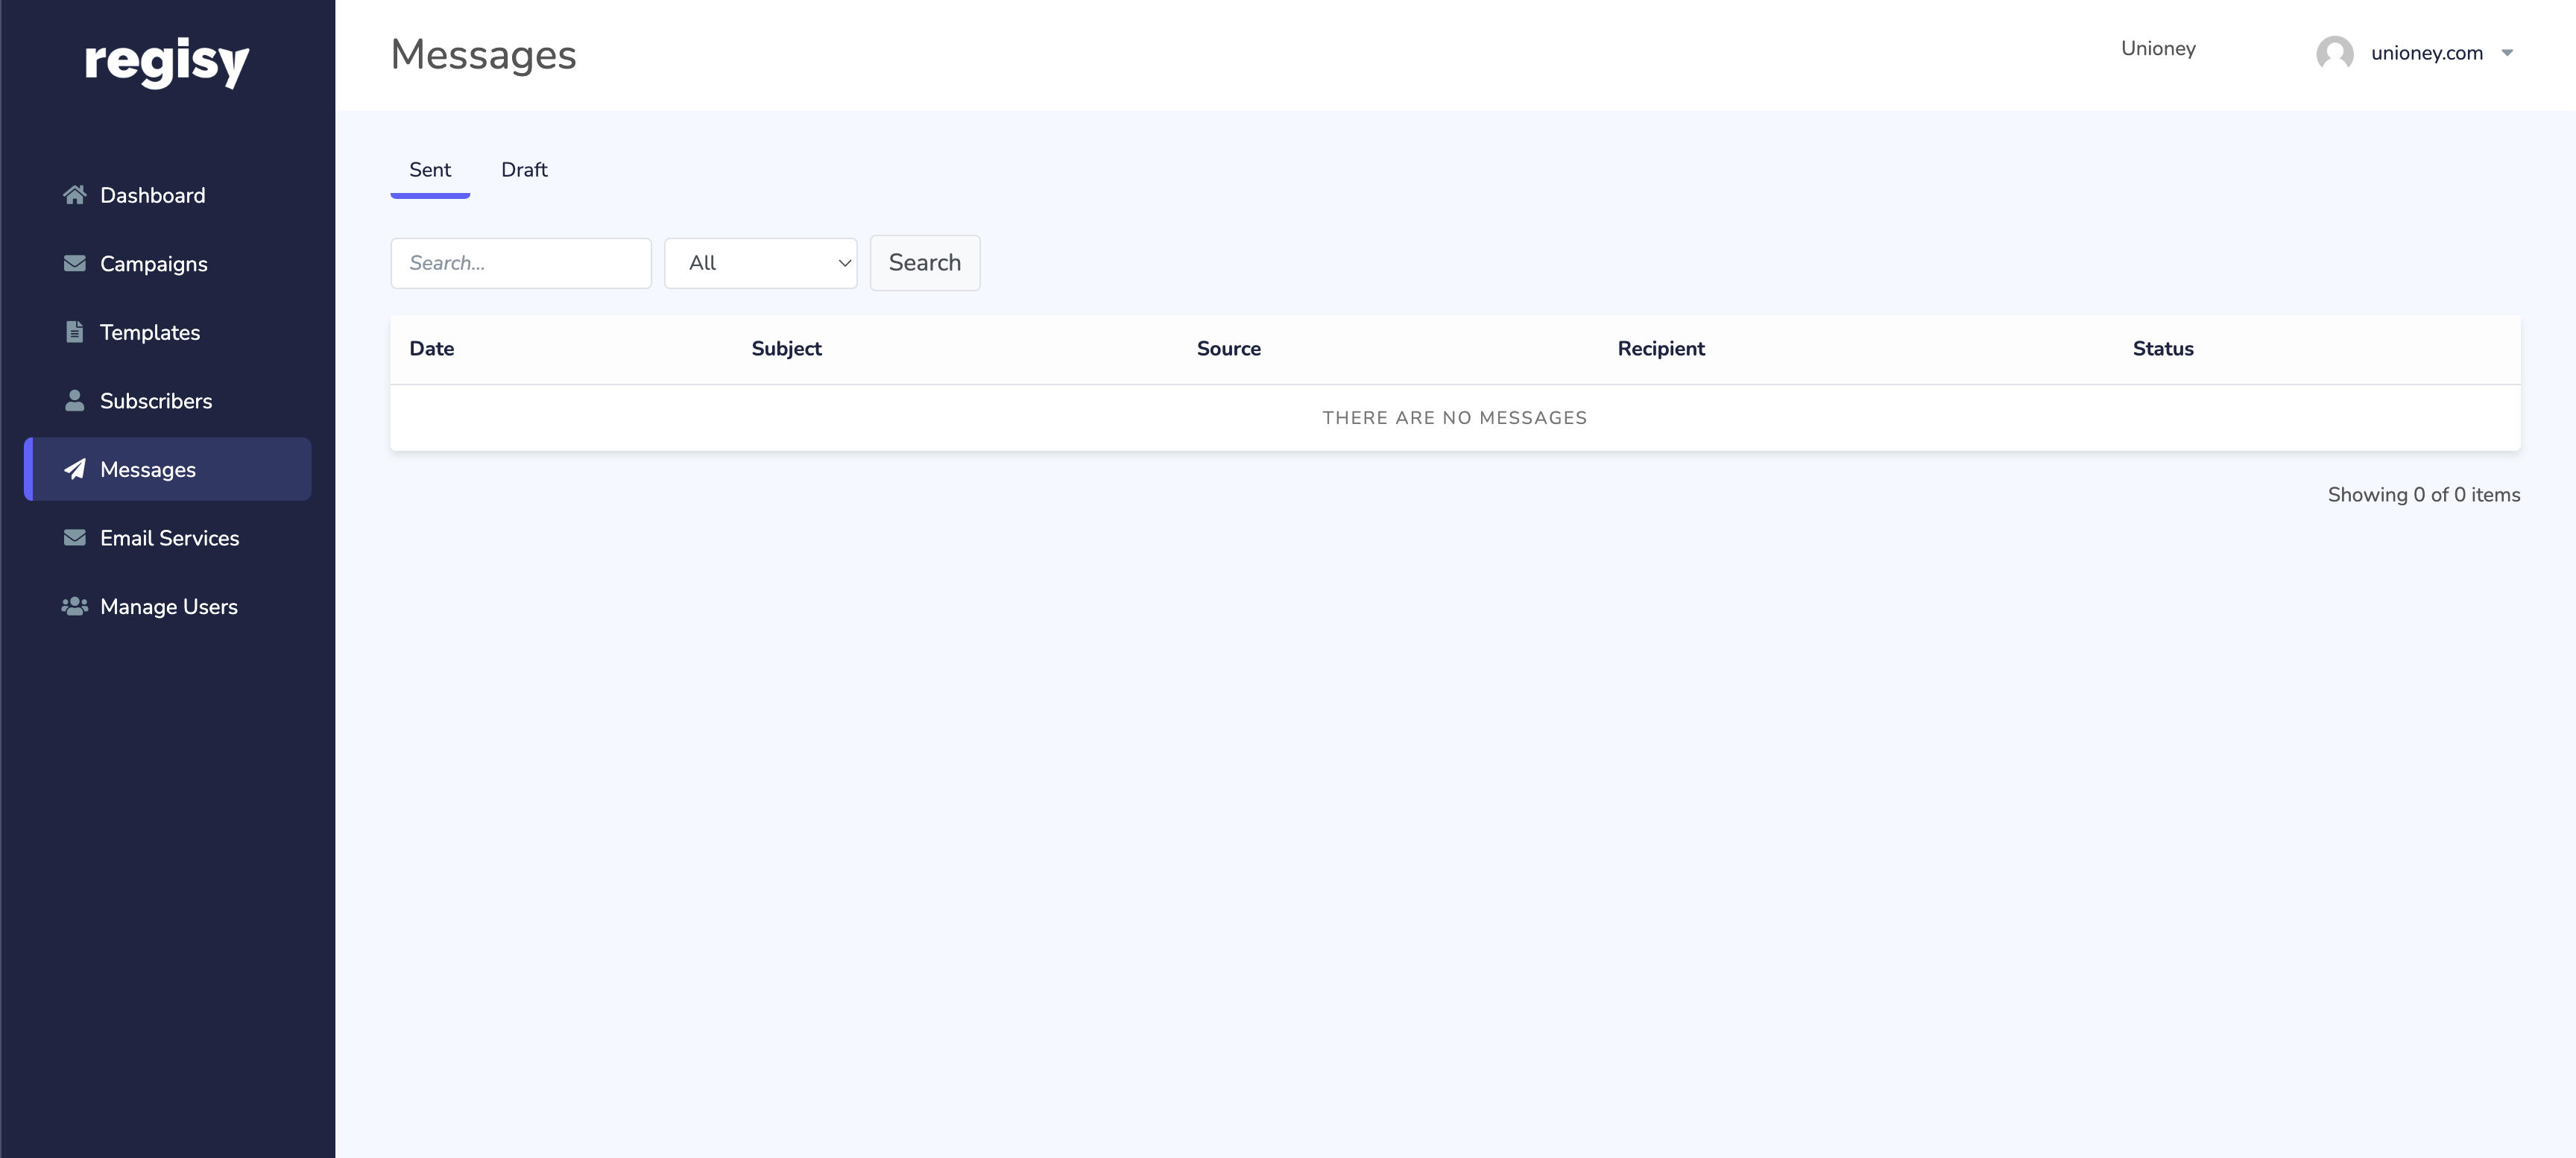 regisy
Dashboard
Campaigns
Templates
Subscribers
Messages
Email Services
Manage Users
Messages
Unioney
unioney.com
Sent Draft
Search... All Search
Date Subject Source Recipient Status
THERE ARE NO MESSAGES
Showing 0 of 0 items